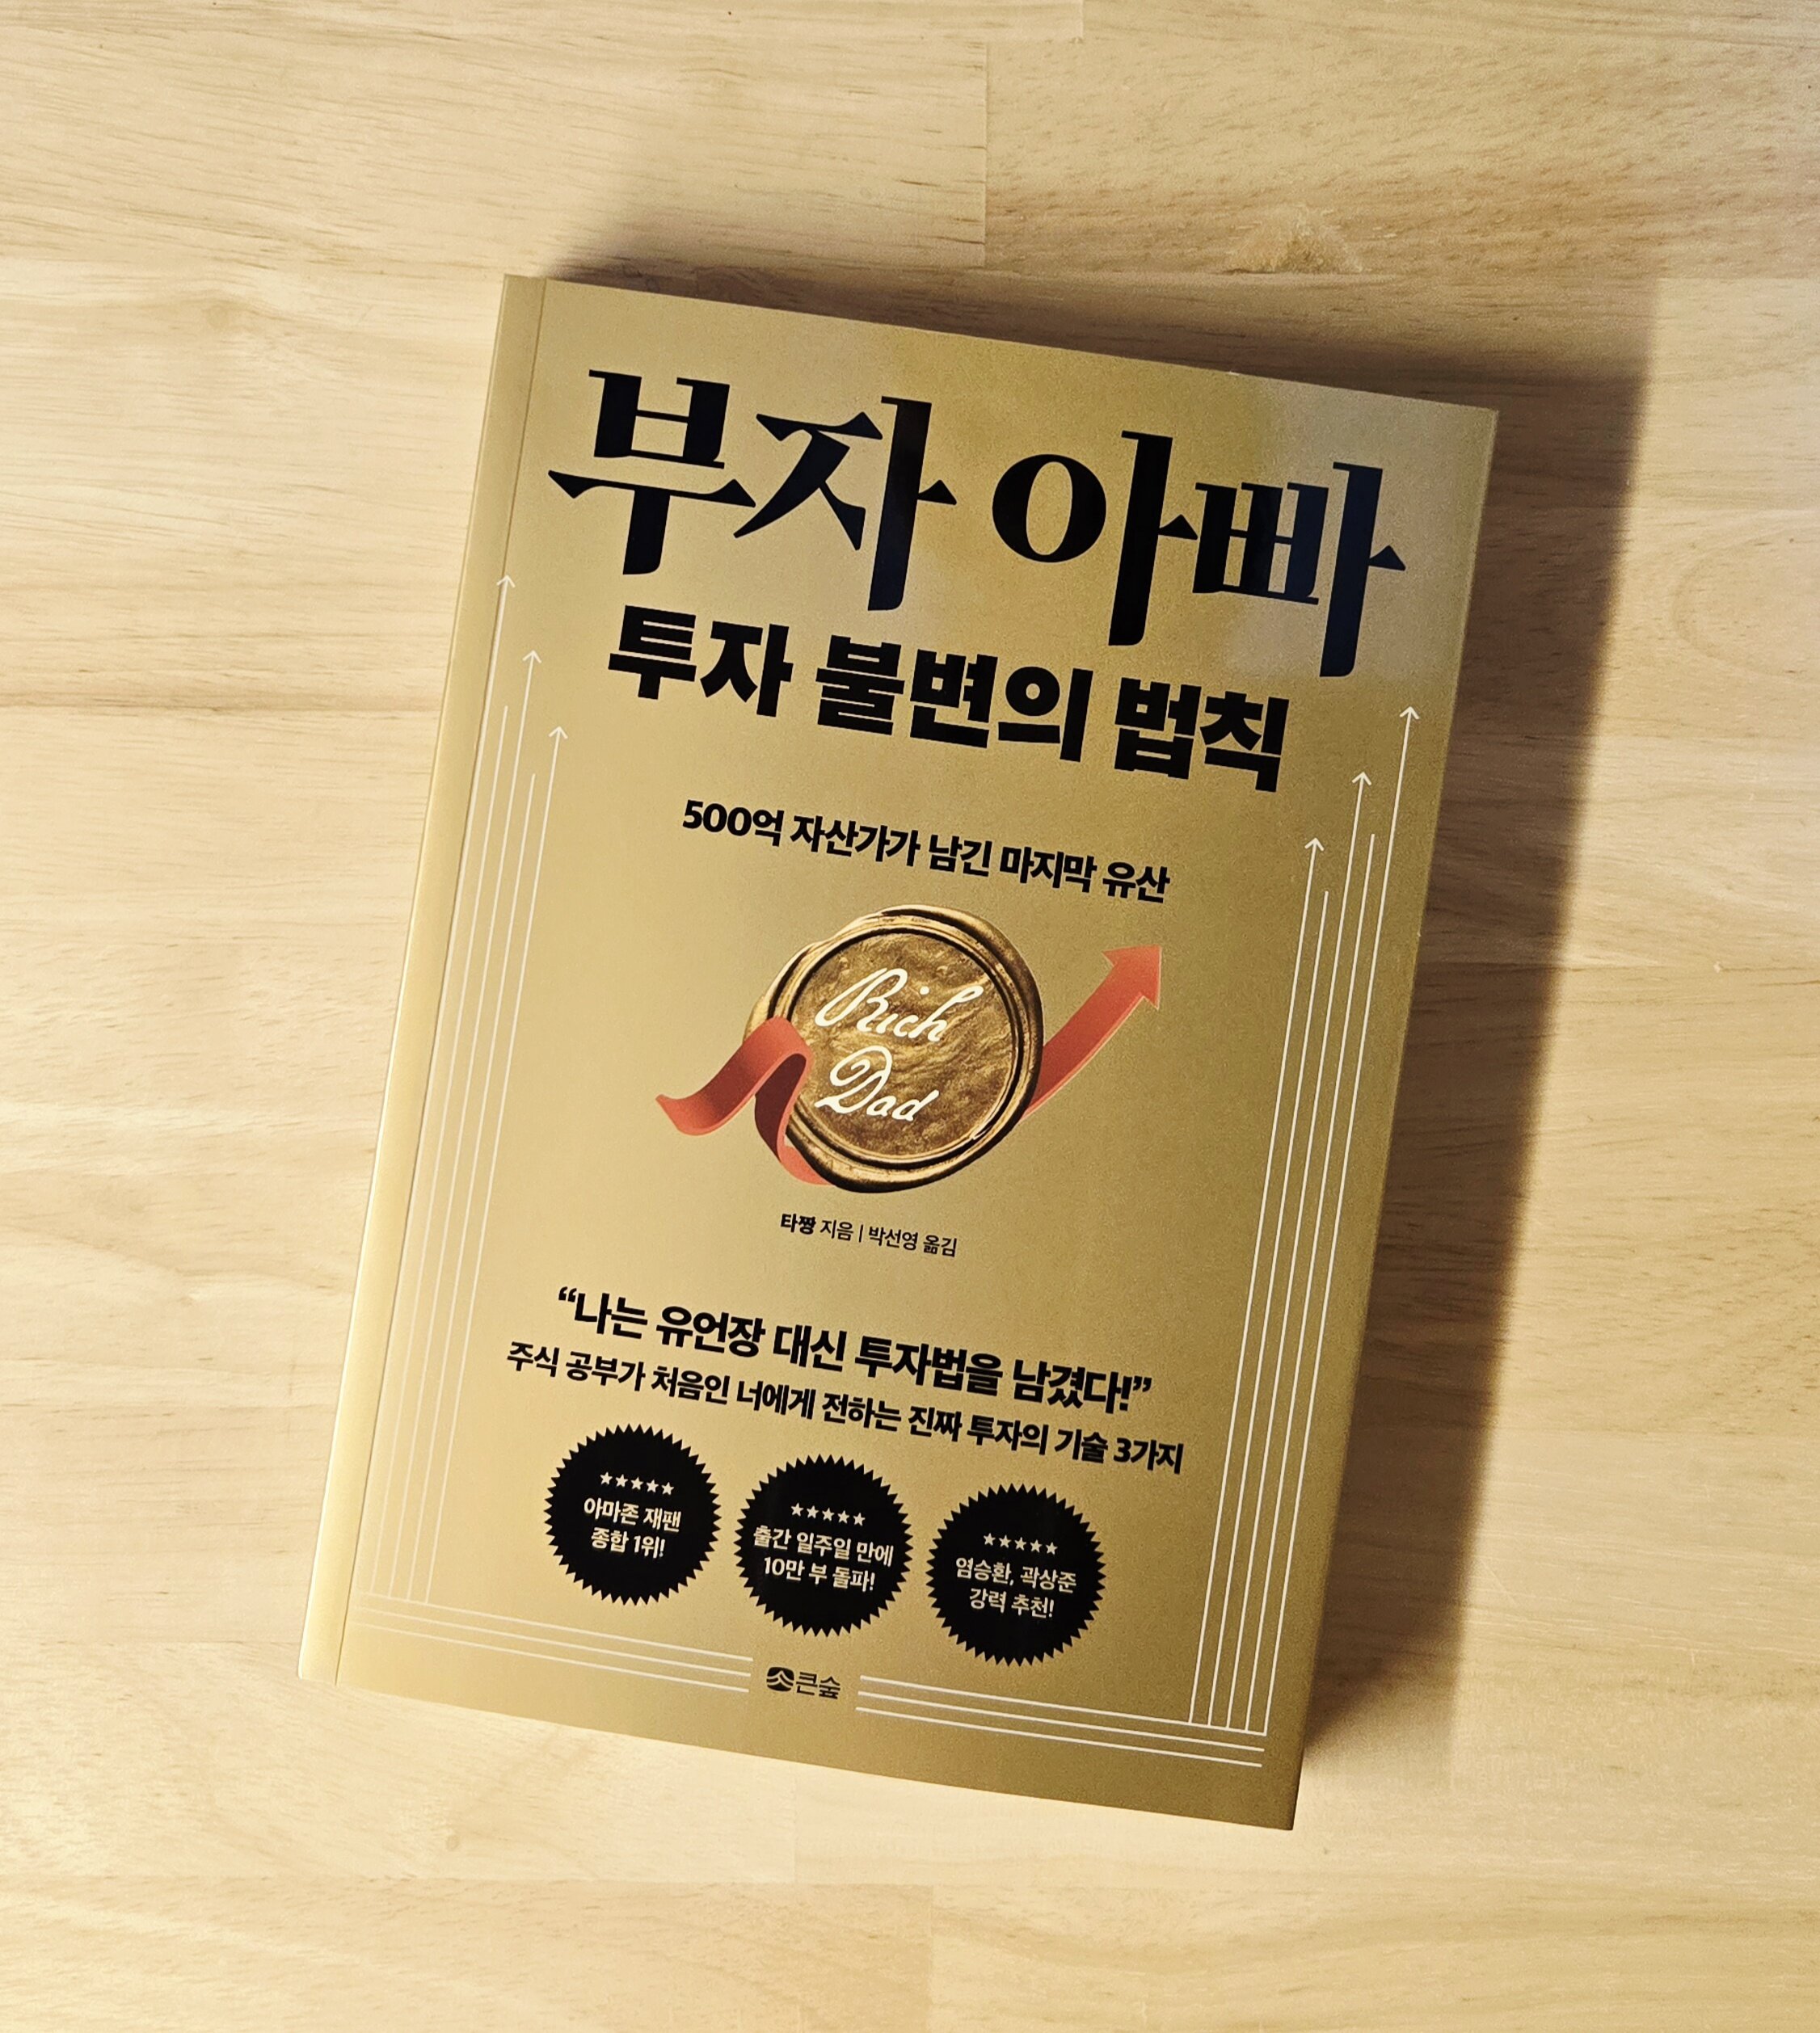 부자 아빠
투자 불변의 법칙
500억 자산가가 남긴 마지막 유산
Rich
Dad
타짱 지음 | 박선영 옮김
“나는 유언장 대신 투자법을 남겼다!”
주식 공부가 처음인 너에게 전하는 진짜 투자의 기술 3가지
★★★★★
아마존 재팬
종합 1위!
★★★★★
출간 일주일 만에
10만 부 돌파!
★★★★★
염승환, 곽상준
강력 추천!
큰숲